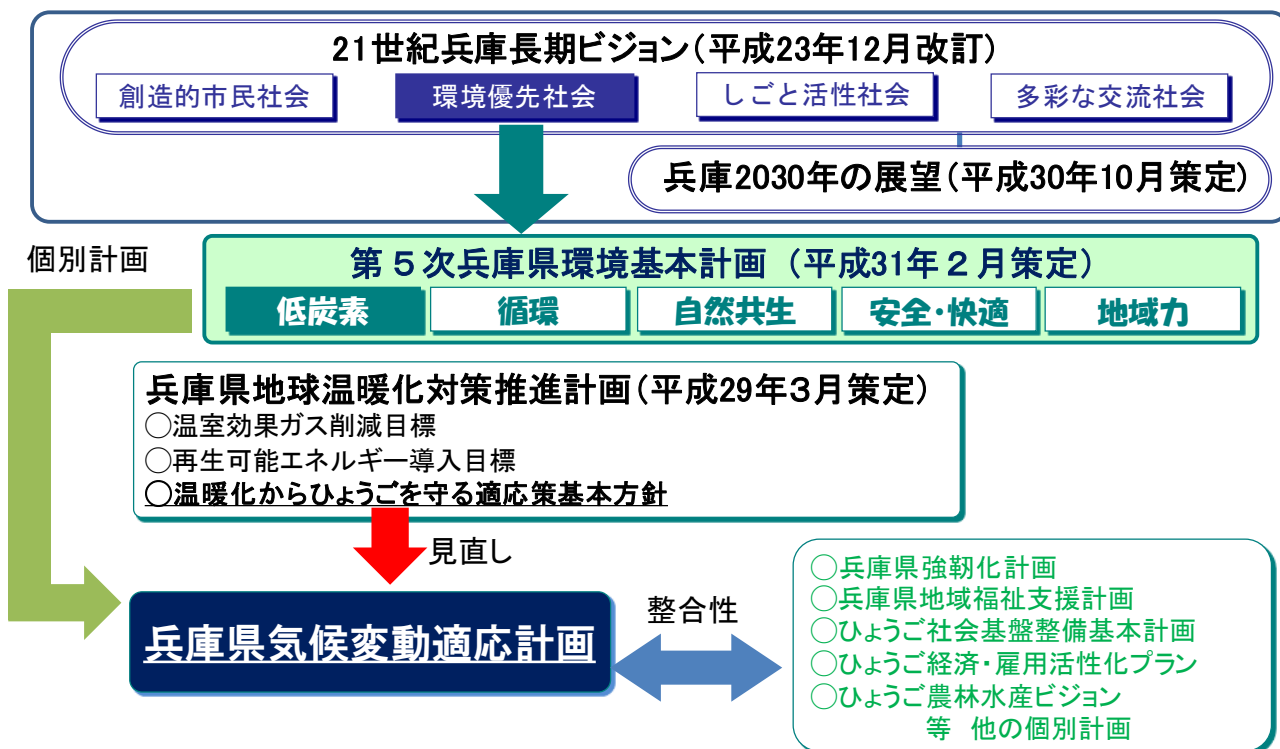 21世紀兵庫長期ビジョン(平成23年12月改訂)
創造的市民社会
環境優先社会
しごと活性社会
多彩な交流社会
兵庫2030年の展望(平成30年10月策定)
個別計画
第5次兵庫県環境基本計画 (平成31年2月策定)
低炭素
循環
自然共生
安全・快適
地域力
兵庫県地球温暖化対策推進計画(平成29年3月策定)
○温室効果ガス削減目標
○再生可能エネルギー導入目標
○温暖化からひょうごを守る適応策基本方針
見直し
兵庫県気候変動適応計画
整合性
○兵庫県強靭化計画
○兵庫県地域福祉支援計画
○ひょうご社会基盤整備基本計画
○ひょうご経済・雇用活性化プラン
○ひょうご農林水産ビジョン
等 他の個別計画